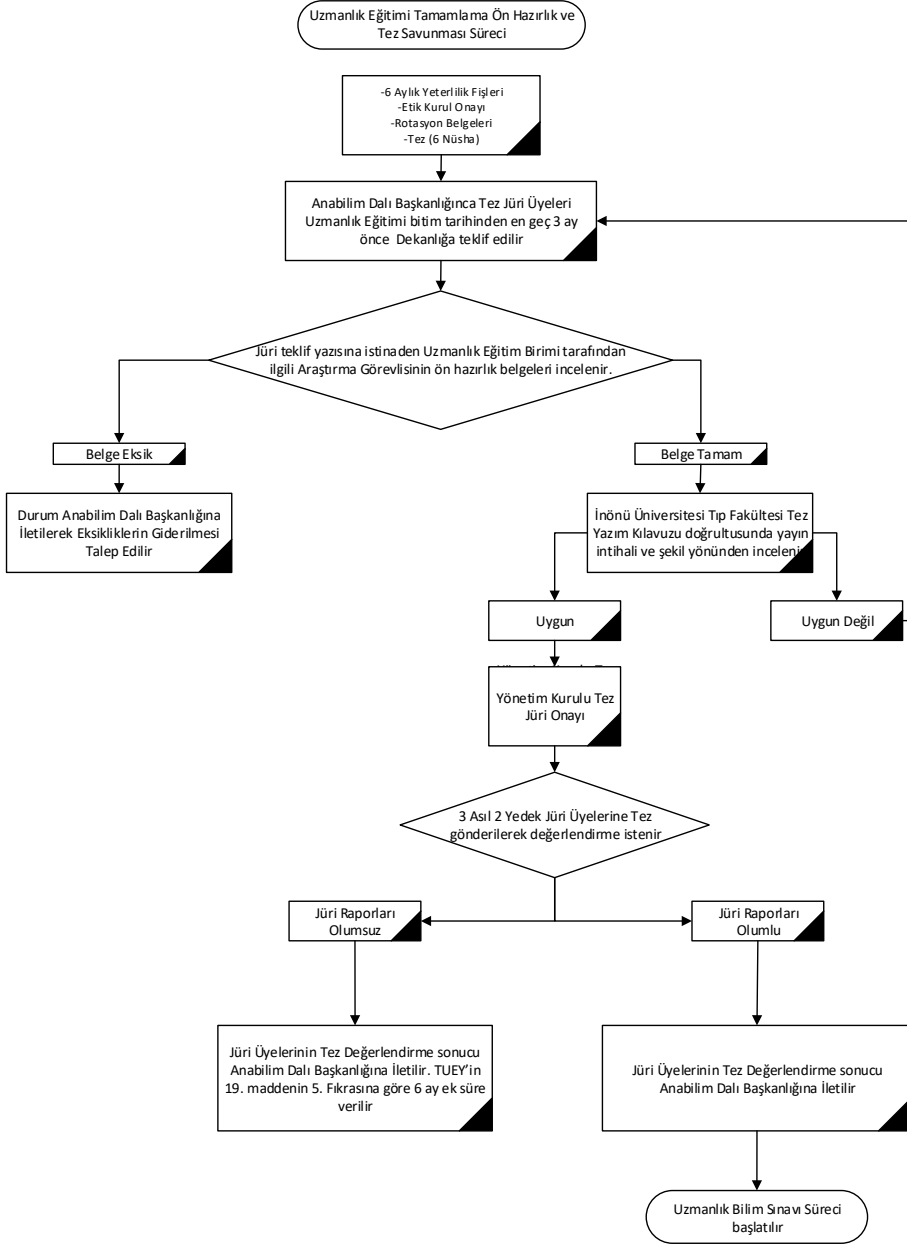 Uzmanlık Eğitimi Tamamlama Ön Hazırlık ve
Tez Savunması Süreci
-6 Aylık Yeterlilik Fişleri
-Etik Kurul Onayı
-Rotasyon Belgeleri
-Tez (6 Nüsha)
Anabilim Dalı Başkanlığınca Tez Jüri Üyeleri
Uzmanlık Eğitimi bitim tarihinden en geç 3 ay
önce Dekanlığa teklif edilir
Jüri teklif yazısına istinaden Uzmanlık Eğitim Birimi tarafından
ilgili Araştırma Görevlisinin ön hazırlık belgeleri incelenir.
Belge Eksik
Belge Tamam
Durum Anabilim Dalı Başkanlığına
İletilerek Eksikliklerin Giderilmesi
Talep Edilir
İnönü Üniversitesi Tıp Fakültesi Tez
Yazım Kılavuzu doğrultusunda yayın
intihali ve şekil yönünden incelenir
Uygun
Uygun Değil
Yönetim Kurulu Tez
Jüri Onayı
3 Asıl 2 Yedek Jüri Üyelerine Tez
gönderilerek değerlendirme istenir
Jüri Raporları
Olumsuz
Jüri Raporları
Olumlu
Jüri Üyelerinin Tez Değerlendirme sonucu
Anabilim Dalı Başkanlığına İletilir. TUEY’in
19. maddenin 5. Fıkrasına göre 6 ay ek süre
verilir
Jüri Üyelerinin Tez Değerlendirme sonucu
Anabilim Dalı Başkanlığına İletilir
Uzmanlık Bilim Sınavı Süreci
başlatılır